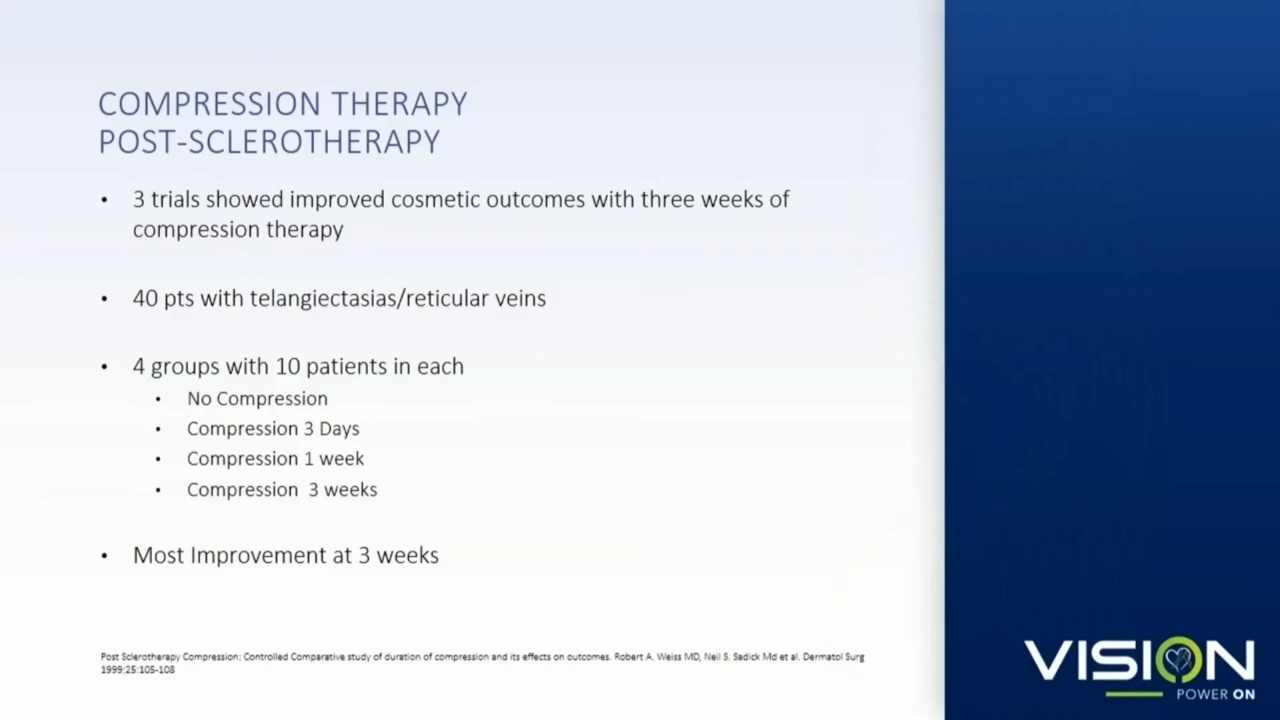 COMPRESSION THERAPY
POST-SCLEROTHERAPY
• 3 trials showed improved cosmetic outcomes with three weeks of
compression therapy
• 40 pts with telangiectasias/reticular veins
• 4 groups with 10 patients in each
• No Compression
• Compression 3 Days
• Compression 1 week
• Compression 3 weeks
• Most Improvement at 3 weeks
Post Sclerotherapy Compression: Controlled Comparative study of duration of compression and its effects on outcomes. Robert A. Weiss MD, Neil S. Sadick Md et al. Dermatol Surg
1999;25:105-108
VISION
POWER ON